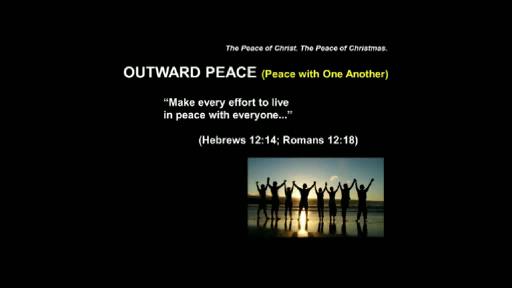 The Peace of Christ. The Peace of Christmas.
OUTWARD PEACE (Peace with One Another)
“Make every effort to live
in peace with everyone...”
(Hebrews 12:14; Romans 12:18)